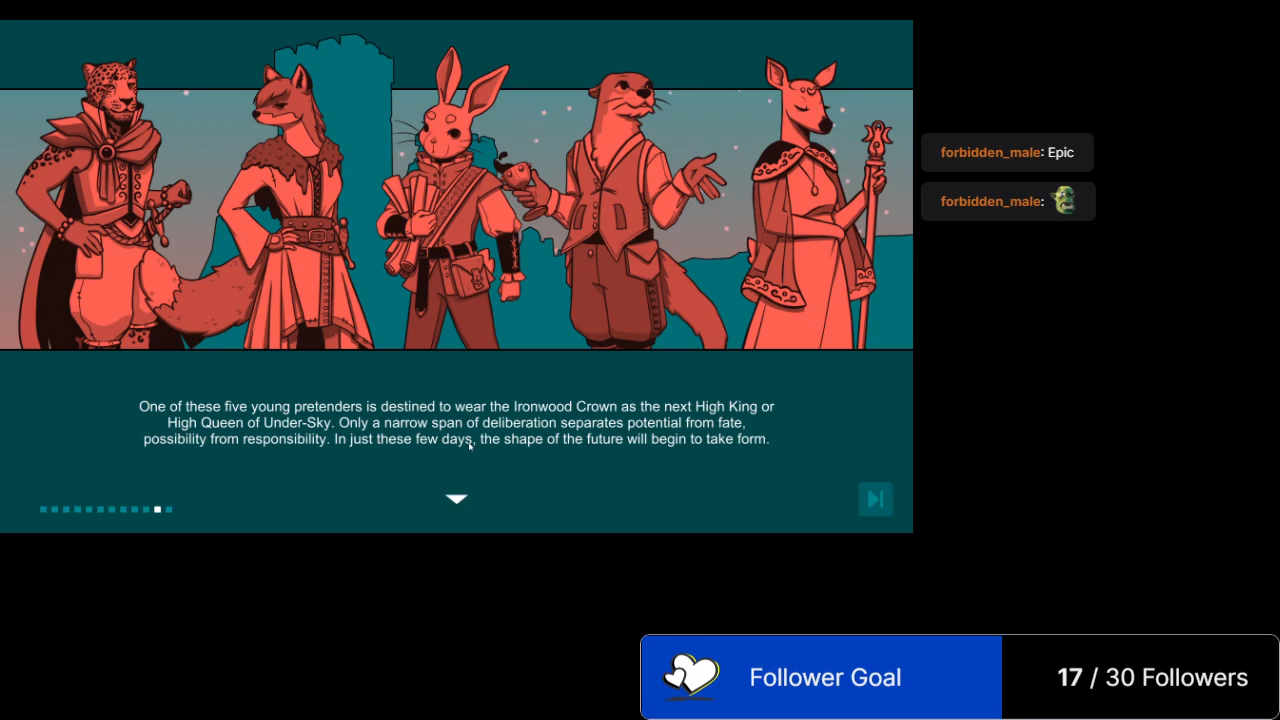 forbidden_male: Epic
forbidden_male:
One of these five young pretenders is destined to wear the Ironwood Crown as the next High King or
High Queen of Under-Sky. Only a narrow span of deliberation separates potential from fate,
possibility from responsibility. In just these few days, the shape of the future will begin to take form.
Follower Goal
17 / 30 Followers